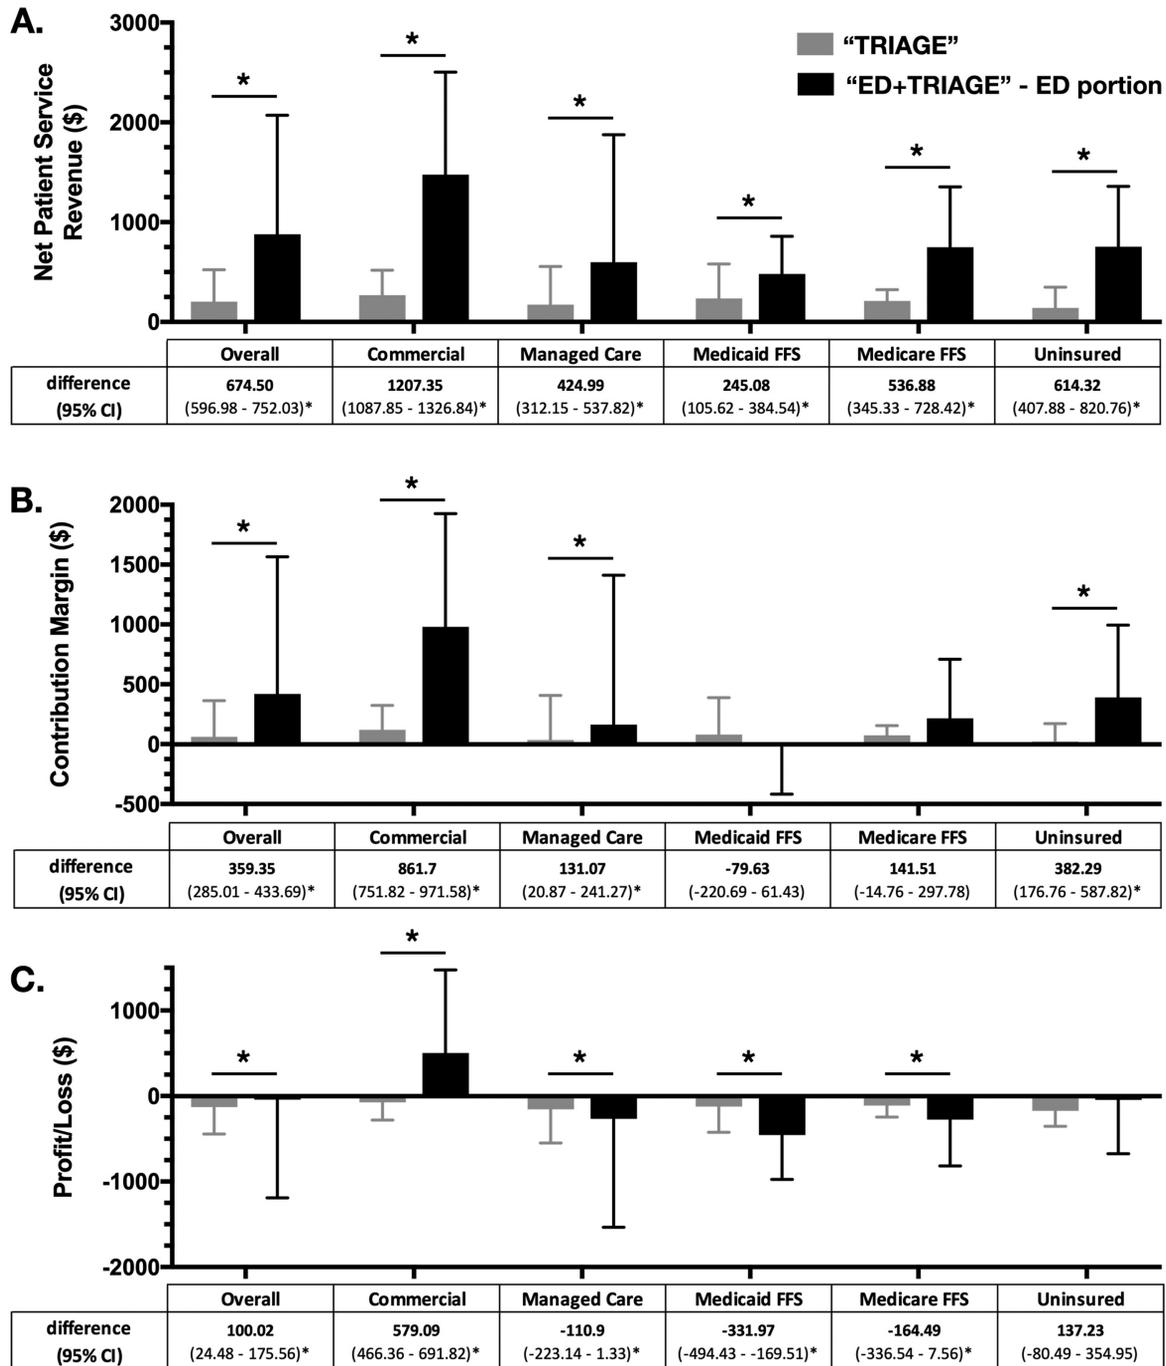 A.
3000
2000
1000
0
Net Patient Service
Revenue ($)
*
*
*
*
*
*
“TRIAGE”
“ED+TRIAGE” - ED portion
Overall Commercial Managed Care Medicaid FFS Medicare FFS Uninsured
difference 674.50 1207.35 424.99 245.08 536.88 614.32
(95% CI) (596.98 - 752.03)* (1087.85 - 1326.84)* (312.15 - 537.82)* (105.62 - 384.54)* (345.33 - 728.42)* (407.88 - 820.76)*
B.
2000
1500
1000
500
0
-500
Contribution Margin ($)
*
*
*
*
Overall Commercial Managed Care Medicaid FFS Medicare FFS Uninsured
difference 359.35 861.7 131.07 -79.63 141.51 382.29
(95% CI) (285.01 - 433.69)* (751.82 - 971.58)* (20.87 - 241.27)* (-220.69 - 61.43) (-14.76 - 297.78) (176.76 - 587.82)*
C.
1000
0
-1000
-2000
Profit/Loss ($)
*
*
*
*
*
Overall Commercial Managed Care Medicaid FFS Medicare FFS Uninsured
difference 100.02 579.09 -110.9 -331.97 -164.49 137.23
(95% CI) (24.48 - 175.56)* (466.36 - 691.82)* (-223.14 - 1.33)* (-494.43 - -169.51)* (-336.54 - 7.56)* (-80.49 - 354.95)